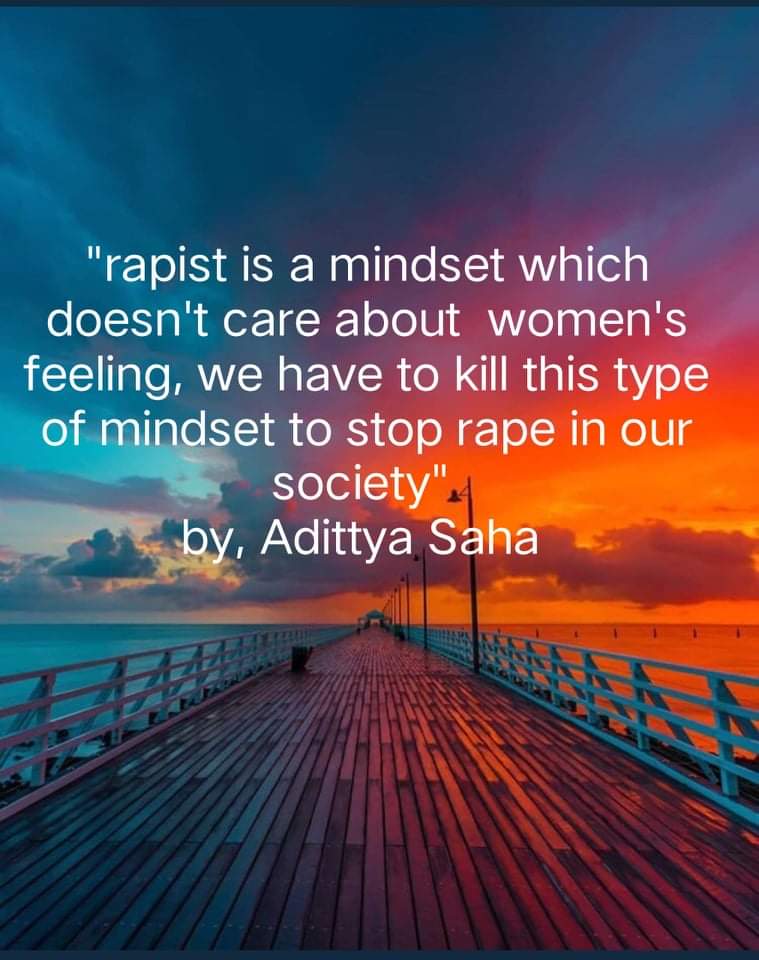 "rapist is a mindset which
doesn't care about  women's
feeling, we have to kill this type
of mindset to stop rape in our
society"
by, Adittya Saha